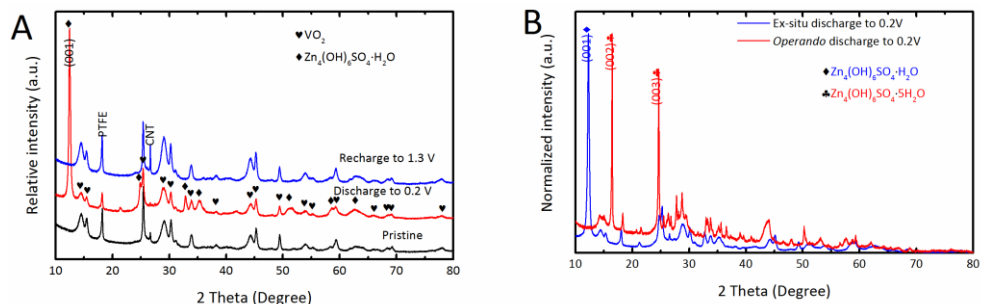 A
Relative intensity (a.u.)
(001)
PTFE
CNT
♥ VO₂
♦ Zn₄(OH)₆SO₄·H₂O
Recharge to 1.3 V
Discharge to 0.2 V
Pristine
10 20 30 40 50 60 70 80
2 Theta (Degree)
B
Normalized intensity (a.u.)
(001)
(002)
(003)
Ex-situ discharge to 0.2V
Operando discharge to 0.2V
♦Zn₄(OH)₆SO₄·H₂O
♣Zn₄(OH)₆SO₄·5H₂O
10 20 30 40 50 60 70 80
2 Theta (Degree)